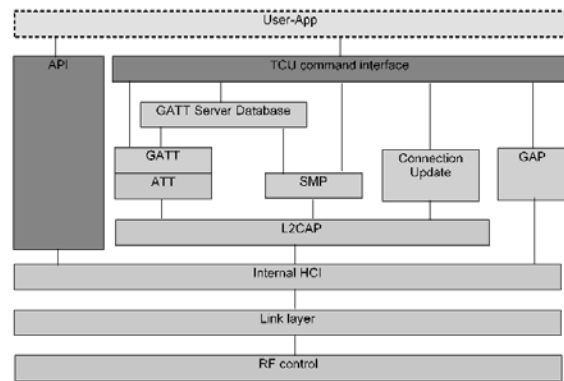 User-App
API
TCU command interface
GATT Server Database
GATT
ATT
SMP
Connection
Update
GAP
L2CAP
Internal HCI
Link layer
RF control